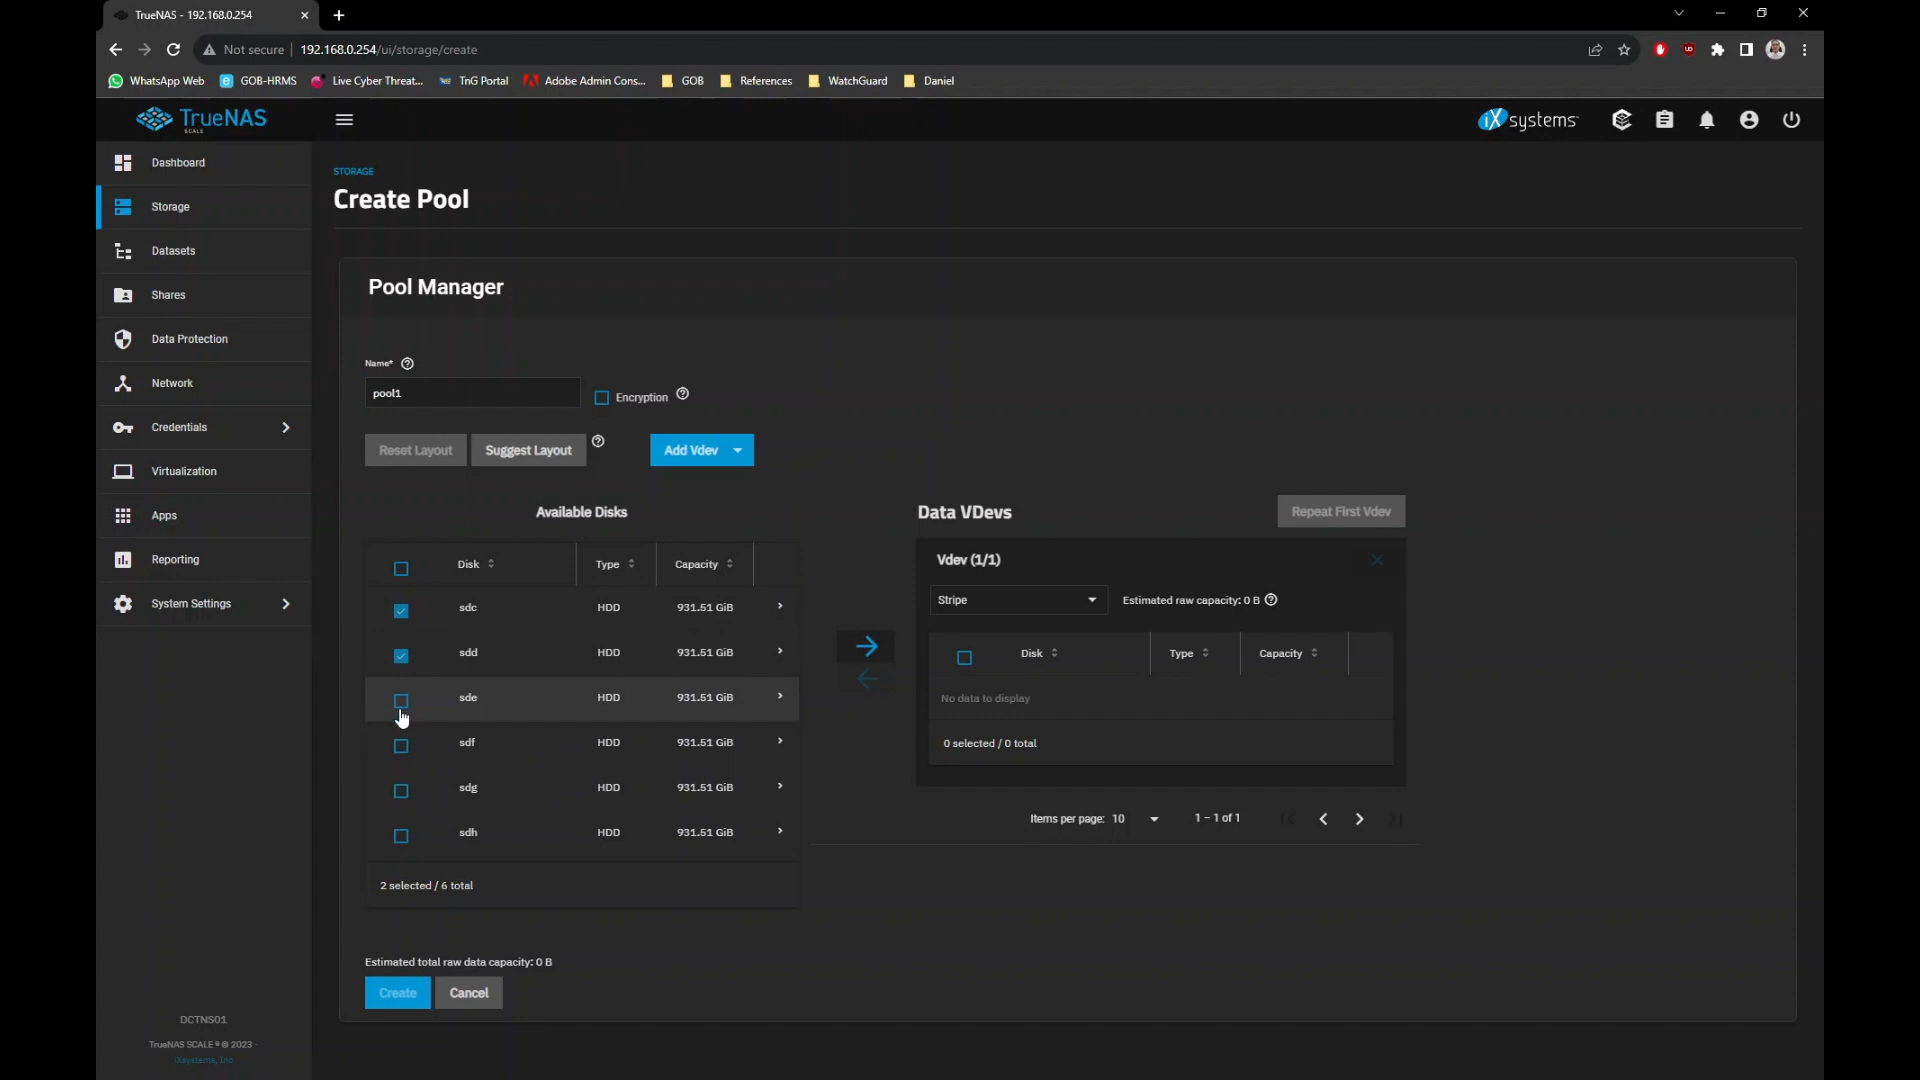 TrueNAS - 192.168.0.254
Not secure 192.168.0.254/ui/storage/create
WhatsApp Web GOB-HRMS Live Cyber Threat... TnG Portal Adobe Admin Cons... GOB References WatchGuard Daniel
TrueNAS
SCALE
iXsystems
Dashboard
Storage
Datasets
Shares
Data Protection
Network
Credentials
Virtualization
Apps
Reporting
System Settings
DCTNS01
TrueNAS SCALE ® © 2023 -
iXsystems, Inc
STORAGE
Create Pool
Pool Manager
Name*
pool1
Encryption
Reset Layout Suggest Layout Add Vdev
Available Disks
Disk Type Capacity
sdc HDD 931.51 GiB
sdd HDD 931.51 GiB
sde HDD 931.51 GiB
sdf HDD 931.51 GiB
sdg HDD 931.51 GiB
sdh HDD 931.51 GiB
2 selected / 6 total
Data VDevs Repeat First Vdev
Vdev (1/1)
Stripe Estimated raw capacity: 0 B
Disk Type Capacity
No data to display
0 selected / 0 total
Items per page: 10 1 – 1 of 1
Estimated total raw data capacity: 0 B
Create Cancel